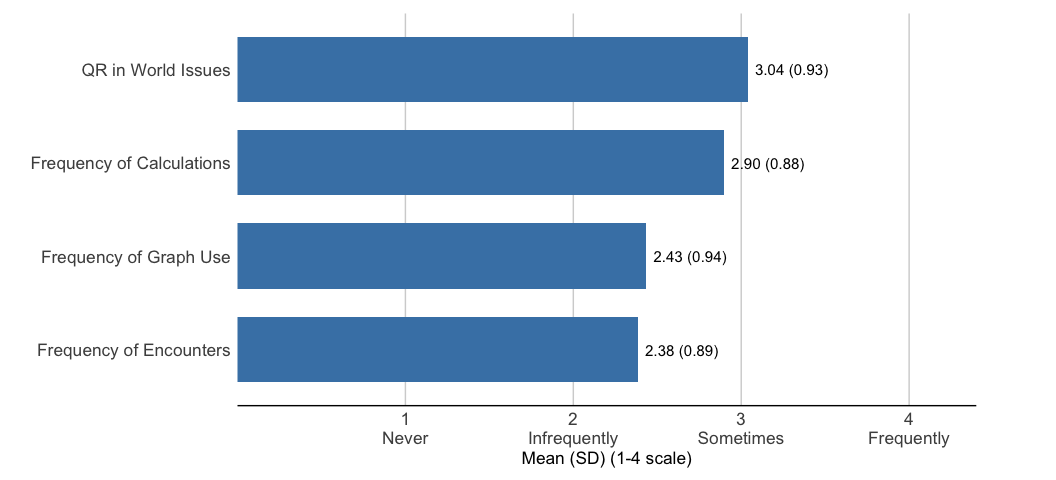 QR in World Issues
3.04 (0.93)
Frequency of Calculations
2.90 (0.88)
Frequency of Graph Use
2.43 (0.94)
Frequency of Encounters
2.38 (0.89)
1 2 3 4
Never Infrequently Sometimes Frequently
Mean (SD) (1-4 scale)